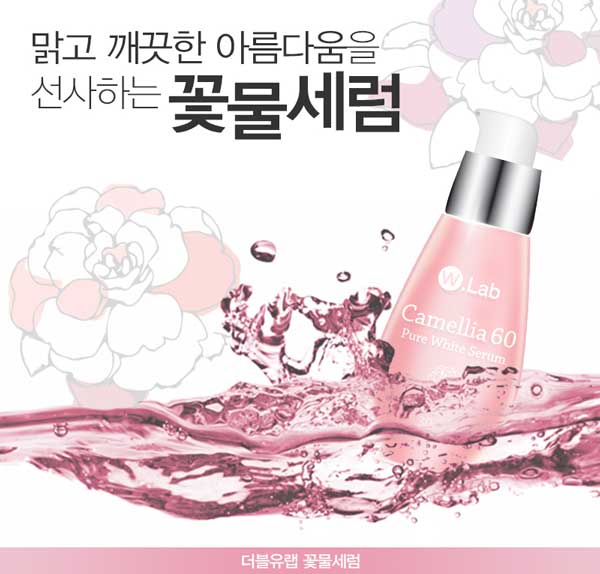 맑고 깨끗한 아름다움을
선사하는 꽃물세럼
W.Lab
Camellia 60
Pure White Serum
더블유랩 꽃물세럼